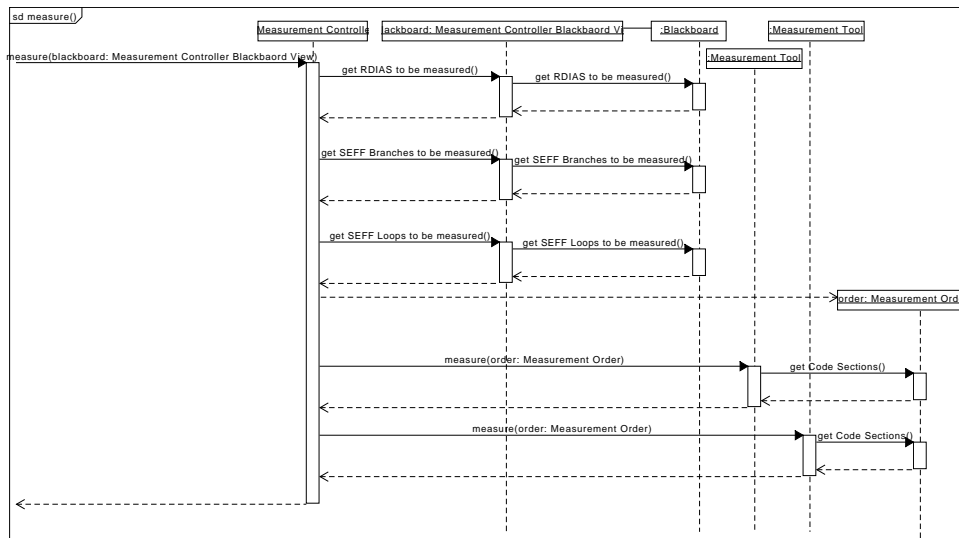 sd measure()
Measurement Controlle
lackboard: Measurement Controller Blackbaord Vi
:Blackboard
:Measurement Tool
:Measurement Tool
measure(blackboard: Measurement Controller Blackbaord View)
get RDIAS to be measured()
get RDIAS to be measured()
get SEFF Branches to be measured()
get SEFF Branches to be measured()
get SEFF Loops to be measured()
get SEFF Loops to be measured()
order: Measurement Ord
measure(order: Measurement Order)
get Code Sections()
measure(order: Measurement Order)
get Code Sections()